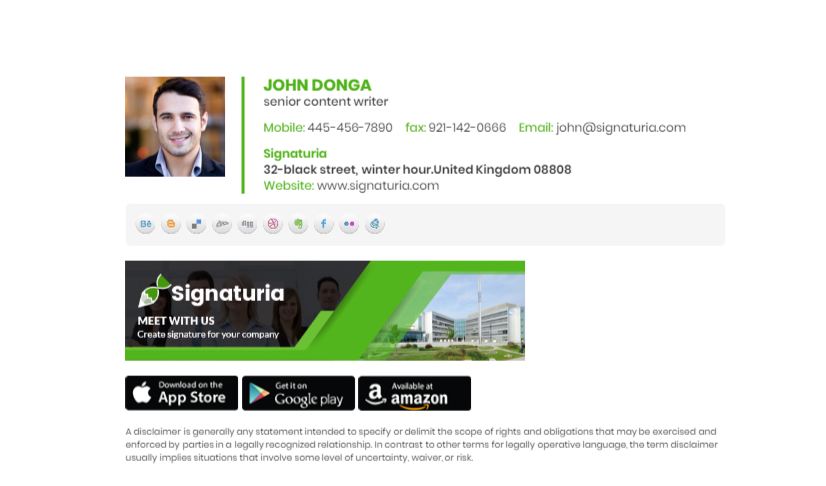 JOHN DONGA
senior content writer
Mobile: 445-456-7890 fax: 921-142-0666 Email: john@signaturia.com
Signaturia
32-black street, winter hour.United Kingdom 08808
Website: www.signaturia.com
Bē
digg
f
Signaturia
MEET WITH US
Create signature for your company
Download on the
App Store
Get it on
Google play
Available at
amazon
A disclaimer is generally any statement intended to specify or delimit the scope of rights and obligations that may be exercised and
enforced by parties in a legally recognized relationship. In contrast to other terms for legally operative language, the term disclaimer
usually implies situations that involve some level of uncertainty, waiver, or risk.